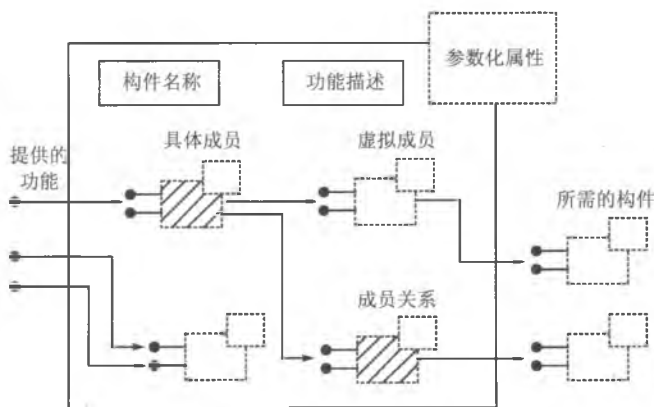 参数化属性
构件名称
功能描述
具体成员
虚拟成员
提供的
功能
所需的构件
成员关系